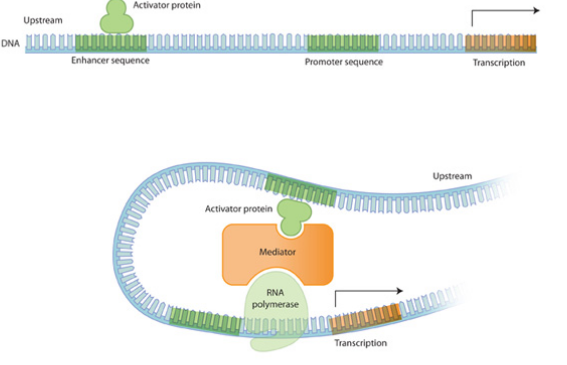 Activator protein
Upstream
DNA
Enhancer sequence
Promoter sequence
Transcription
Upstream
Activator protein
Mediator
RNA
polymerase
Transcription